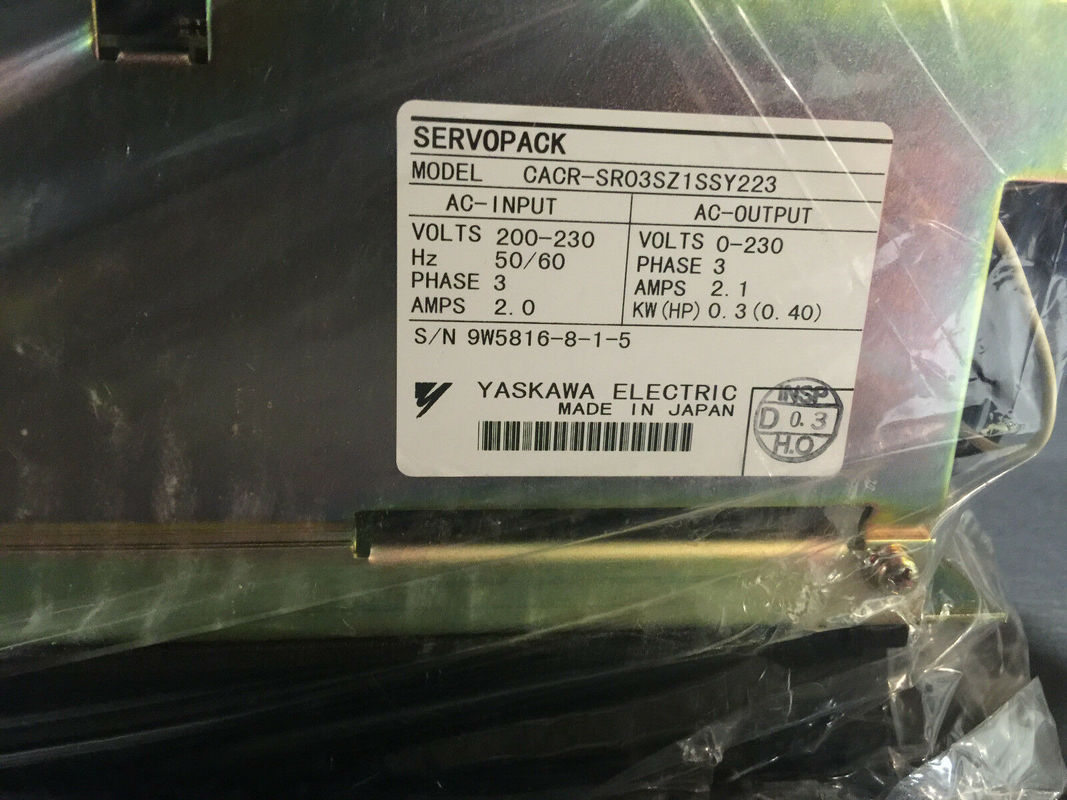 SERVOPACK
MODEL CACR-SR03SZ1SSY223
AC-INPUT
VOLTS 200-230
Hz 50/60
PHASE 3
AMPS 2.0
AC-OUTPUT
VOLTS 0-230
PHASE 3
AMPS 2.1
KW(HP) 0.3(0.40)
S/N 9W5816-8-1-5
YASKAWA ELECTRIC
MADE IN JAPAN
INSP
D 0.3
H.O